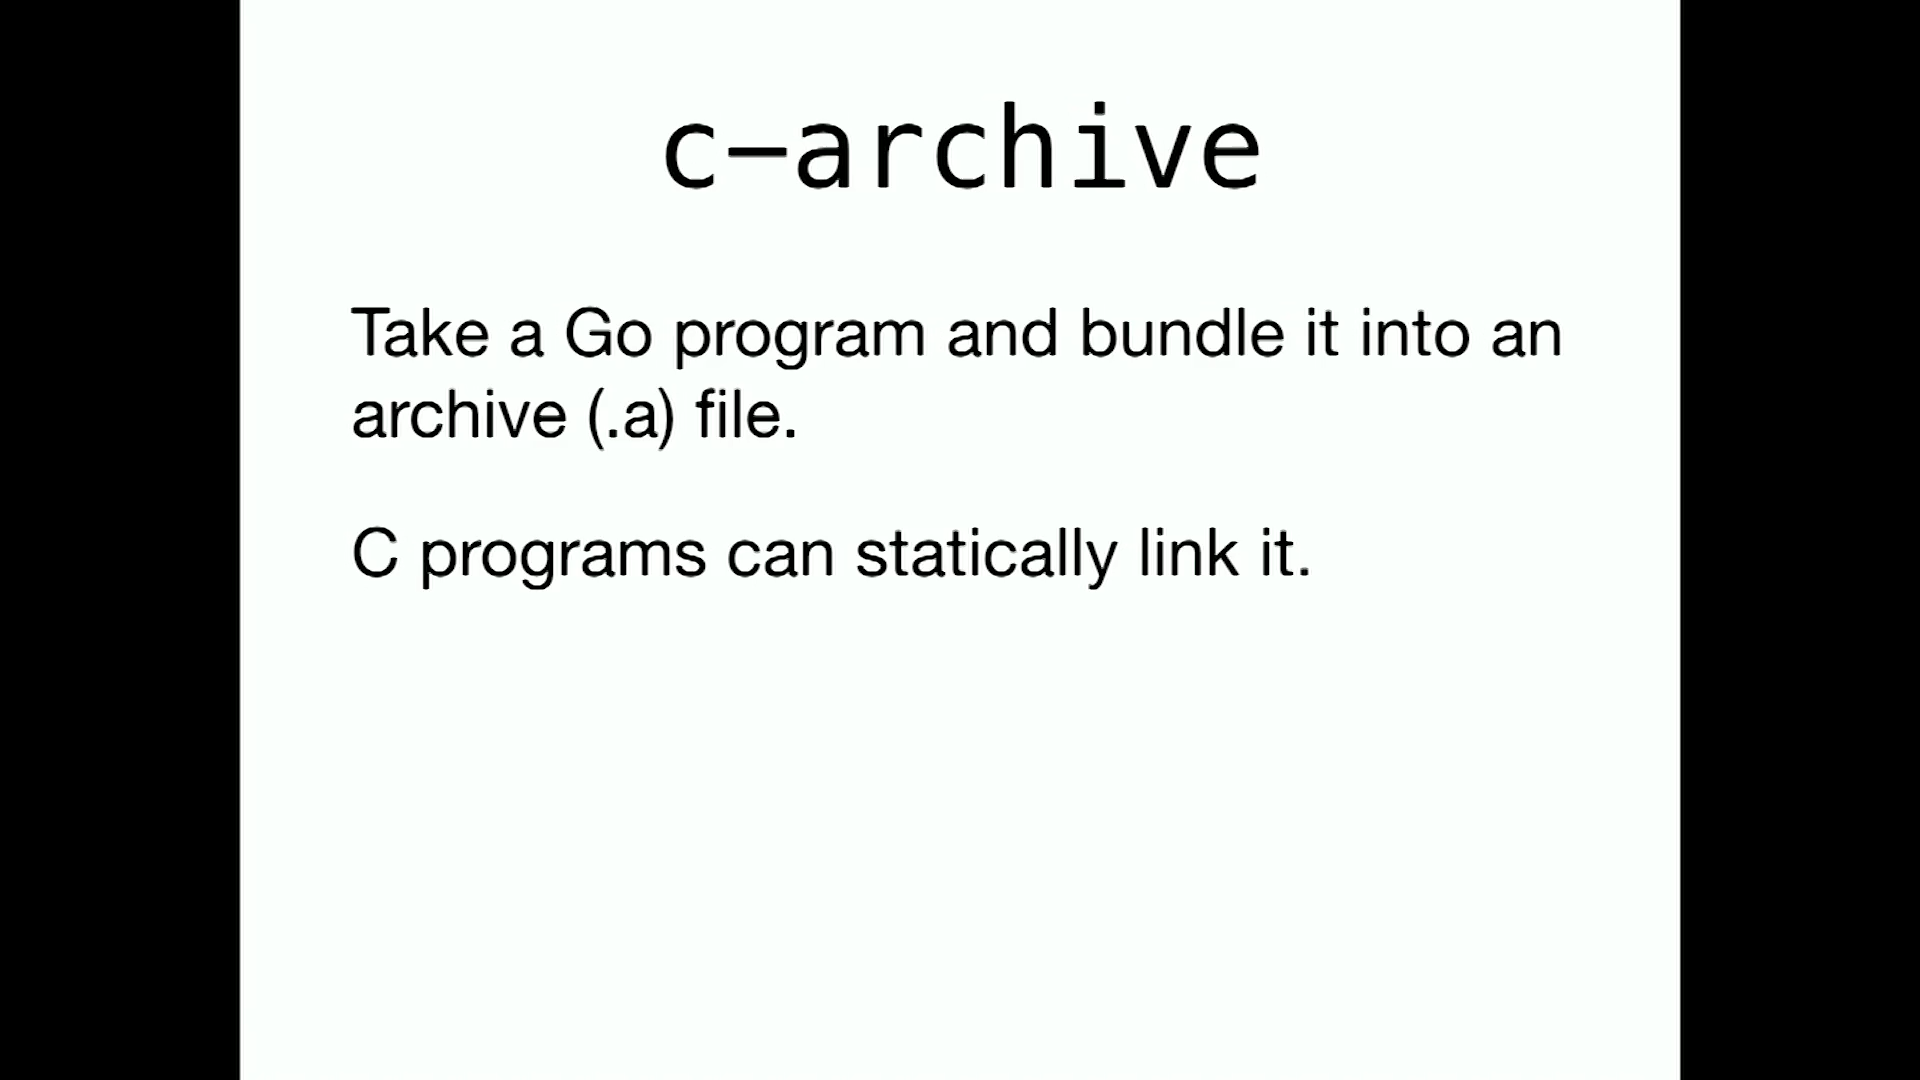 c-archive
Take a Go program and bundle it into an
archive (.a) file.
C programs can statically link it.